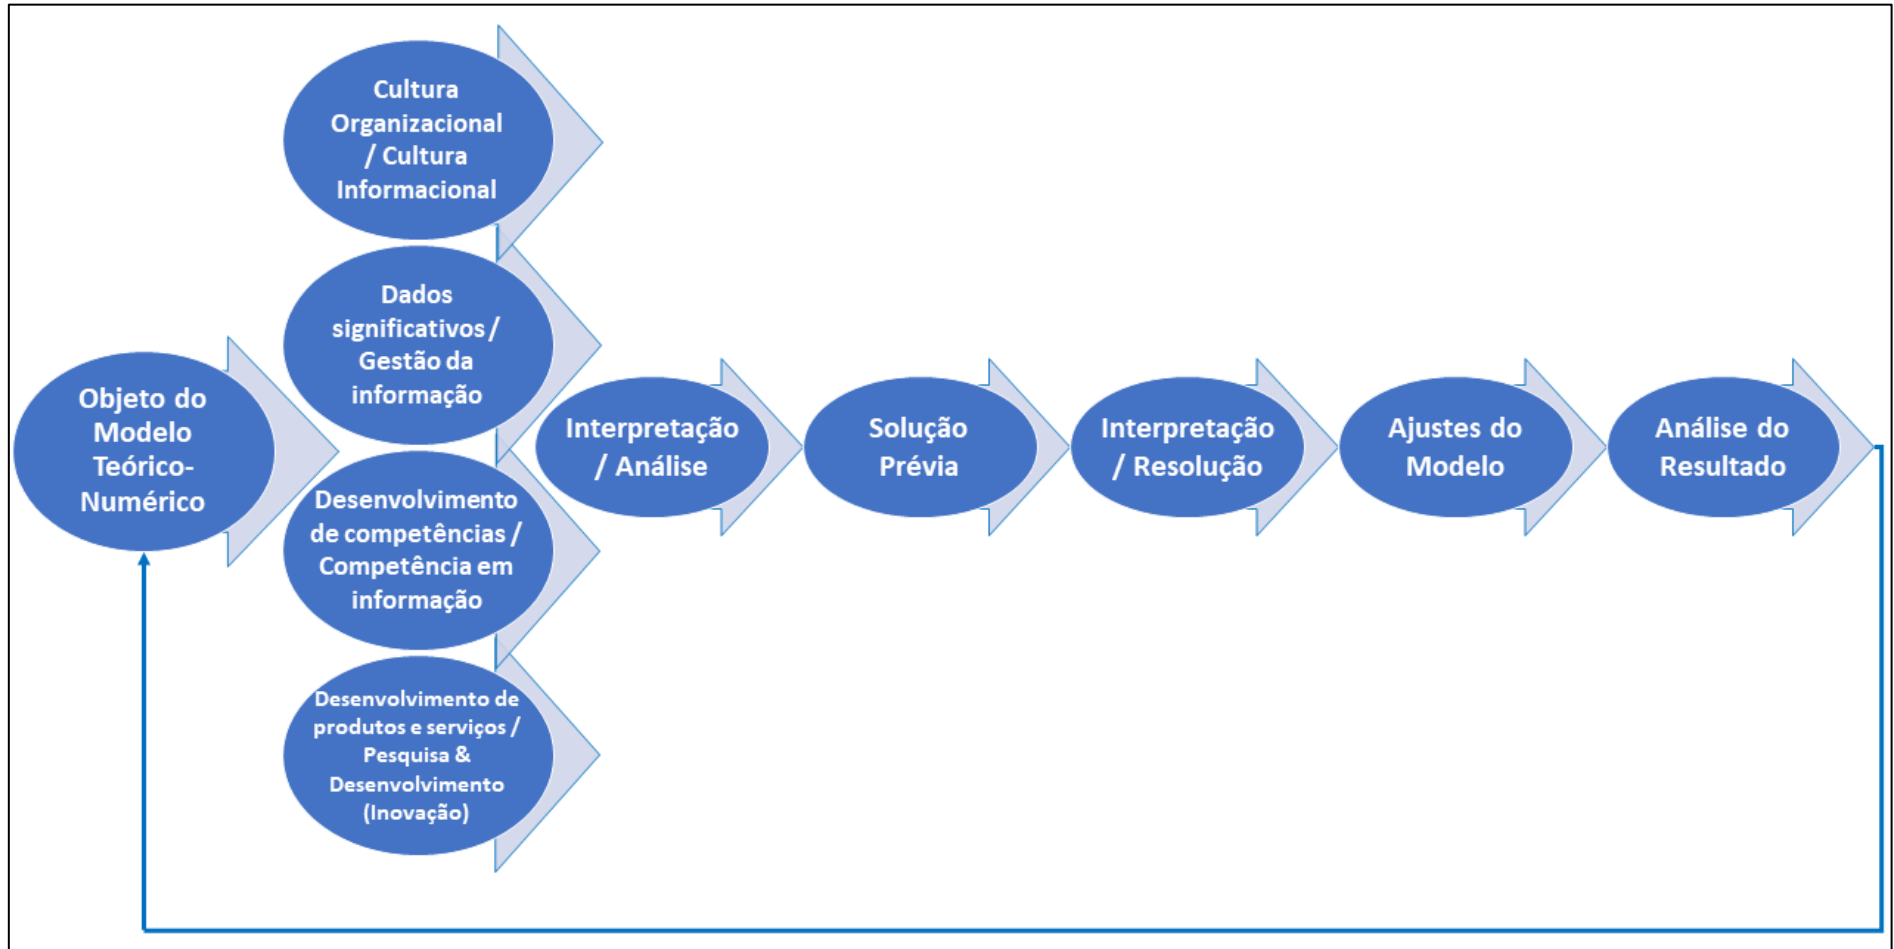 Objeto do
Modelo
Teórico-
Numérico
Cultura
Organizacional
/ Cultura
Informacional
Dados
significativos /
Gestão da
informação
Desenvolvimento
de competências /
Competência em
informação
Desenvolvimento de
produtos e serviços /
Pesquisa &
Desenvolvimento
(Inovação)
Interpretação
/ Análise
Solução
Prévia
Interpretação
/ Resolução
Ajustes do
Modelo
Análise do
Resultado